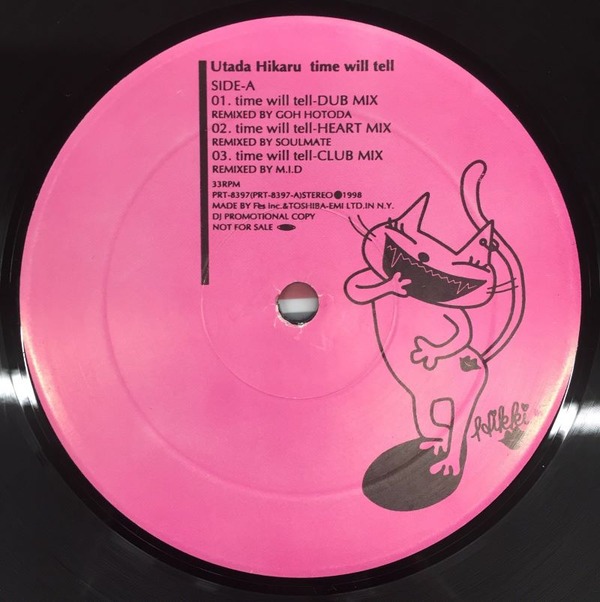 Utada Hikaru time will tell
SIDE-A
01. time will tell-DUB MIX
REMIXED BY GOH HOTODA
02. time will tell-HEART MIX
REMIXED BY SOULMATE
03. time will tell-CLUB MIX
REMIXED BY M.I.D
33RPM
PRT-8397(PRT-8397-A)STEREO●1998
MADE BY Fes Inc.&TOSHIBA-EMI LTD.IN N.Y.
DJ PROMOTIONAL COPY
NOT FOR SALE
Hikki